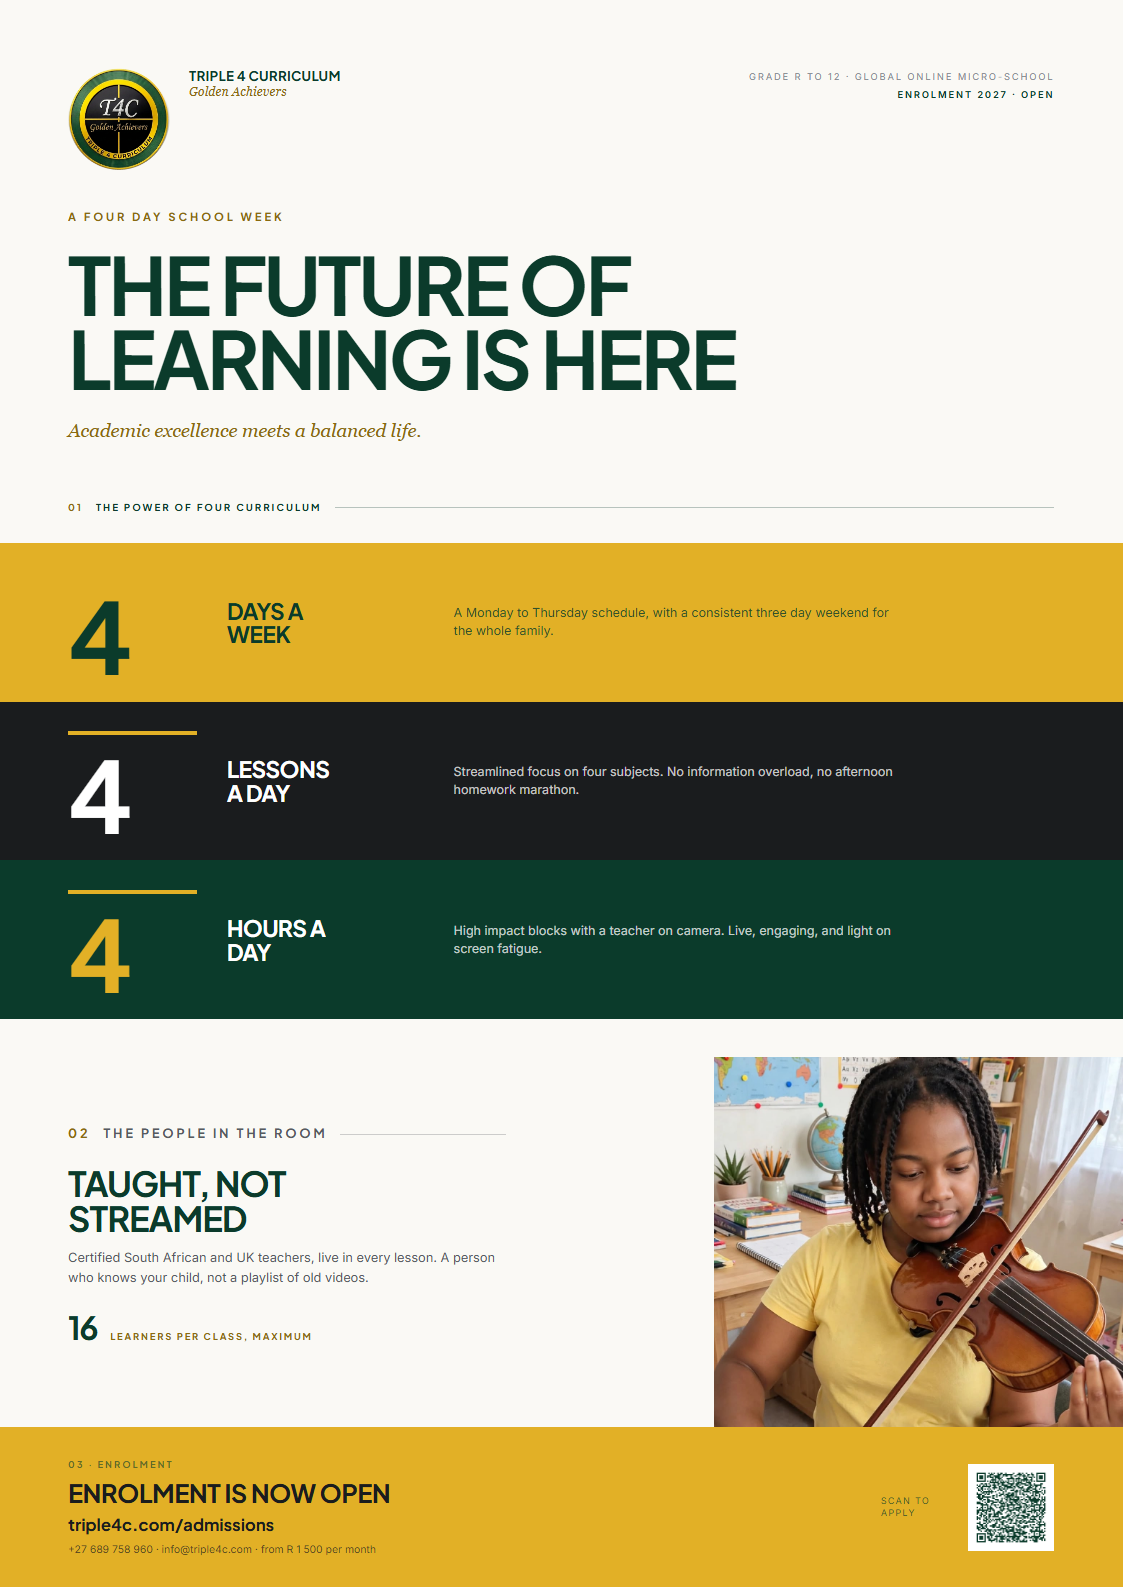 T4C
Golden Achievers
TRIPLE 4 CURRICULUM
TRIPLE 4 CURRICULUM
Golden Achievers
GRADE R TO 12 · GLOBAL ONLINE MICRO-SCHOOL
ENROLMENT 2027 · OPEN
A FOUR DAY SCHOOL WEEK
THE FUTURE OF
LEARNING IS HERE
Academic excellence meets a balanced life.
01 THE POWER OF FOUR CURRICULUM
4
DAYS A
WEEK
A Monday to Thursday schedule, with a consistent three day weekend for
the whole family.
4
LESSONS
A DAY
Streamlined focus on four subjects. No information overload, no afternoon
homework marathon.
4
HOURS A
DAY
High impact blocks with a teacher on camera. Live, engaging, and light on
screen fatigue.
02 THE PEOPLE IN THE ROOM
TAUGHT, NOT
STREAMED
Certified South African and UK teachers, live in every lesson. A person
who knows your child, not a playlist of old videos.
16 LEARNERS PER CLASS, MAXIMUM
03 · ENROLMENT
ENROLMENT IS NOW OPEN
triple4c.com/admissions
+27 689 758 960 · info@triple4c.com · from R 1 500 per month
SCAN TO
APPLY